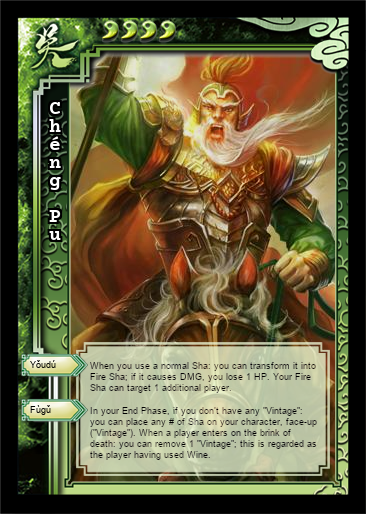 吴
Chéng Pu
Yǒudú
When you use a normal Sha: you can transform it into
Fire Sha; if it causes DMG, you lose 1 HP. Your Fire
Sha can target 1 additional player.
Fúgǔ
In your End Phase, if you don't have any "Vintage":
you can place any # of Sha on your character, face-up
("Vintage"). When a player enters on the brink of
death: you can remove 1 "Vintage"; this is regarded as
the player having used Wine.